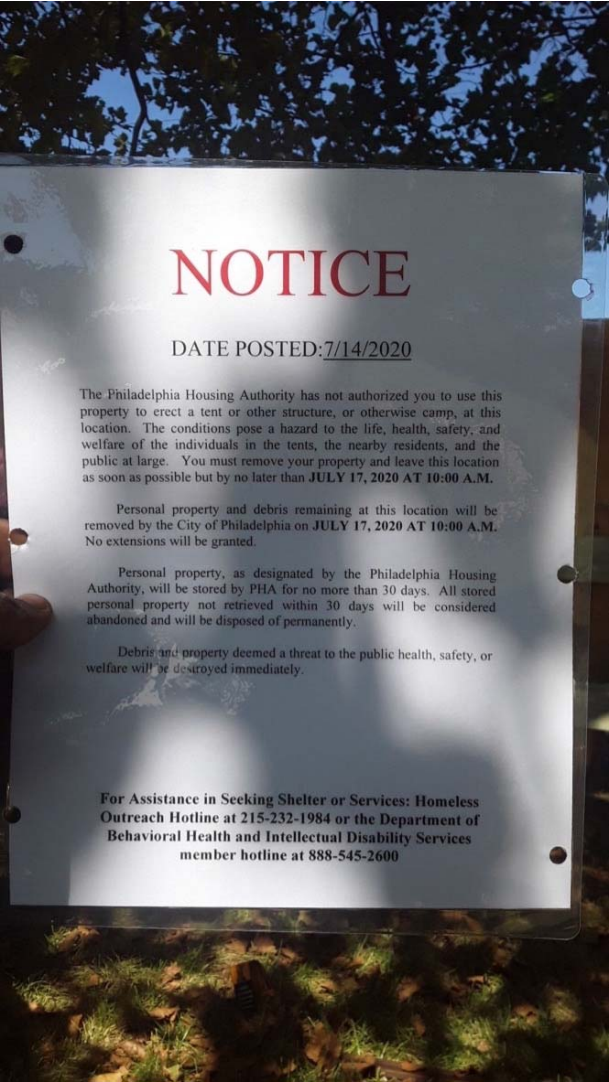 NOTICE
DATE POSTED:7/14/2020
The Philadelphia Housing Authority has not authorized you to use this
property to erect a tent or other structure, or otherwise camp, at this
location. The conditions pose a hazard to the life, health, safety, and
welfare of the individuals in the tents, the nearby residents, and the
public at large. You must remove your property and leave this location
as soon as possible but by no later than JULY 17, 2020 AT 10:00 A.M.
Personal property and debris remaining at this location will be
removed by the City of Philadelphia on JULY 17, 2020 AT 10:00 A.M.
No extensions will be granted.
Personal property, as designated by the Philadelphia Housing
Authority, will be stored by PHA for no more than 30 days. All stored
personal property not retrieved within 30 days will be considered
abandoned and will be disposed of permanently.
Debris and property deemed a threat to the public health, safety, or
welfare will be destroyed immediately.
For Assistance in Seeking Shelter or Services: Homeless
Outreach Hotline at 215-232-1984 or the Department of
Behavioral Health and Intellectual Disability Services
member hotline at 888-545-2600